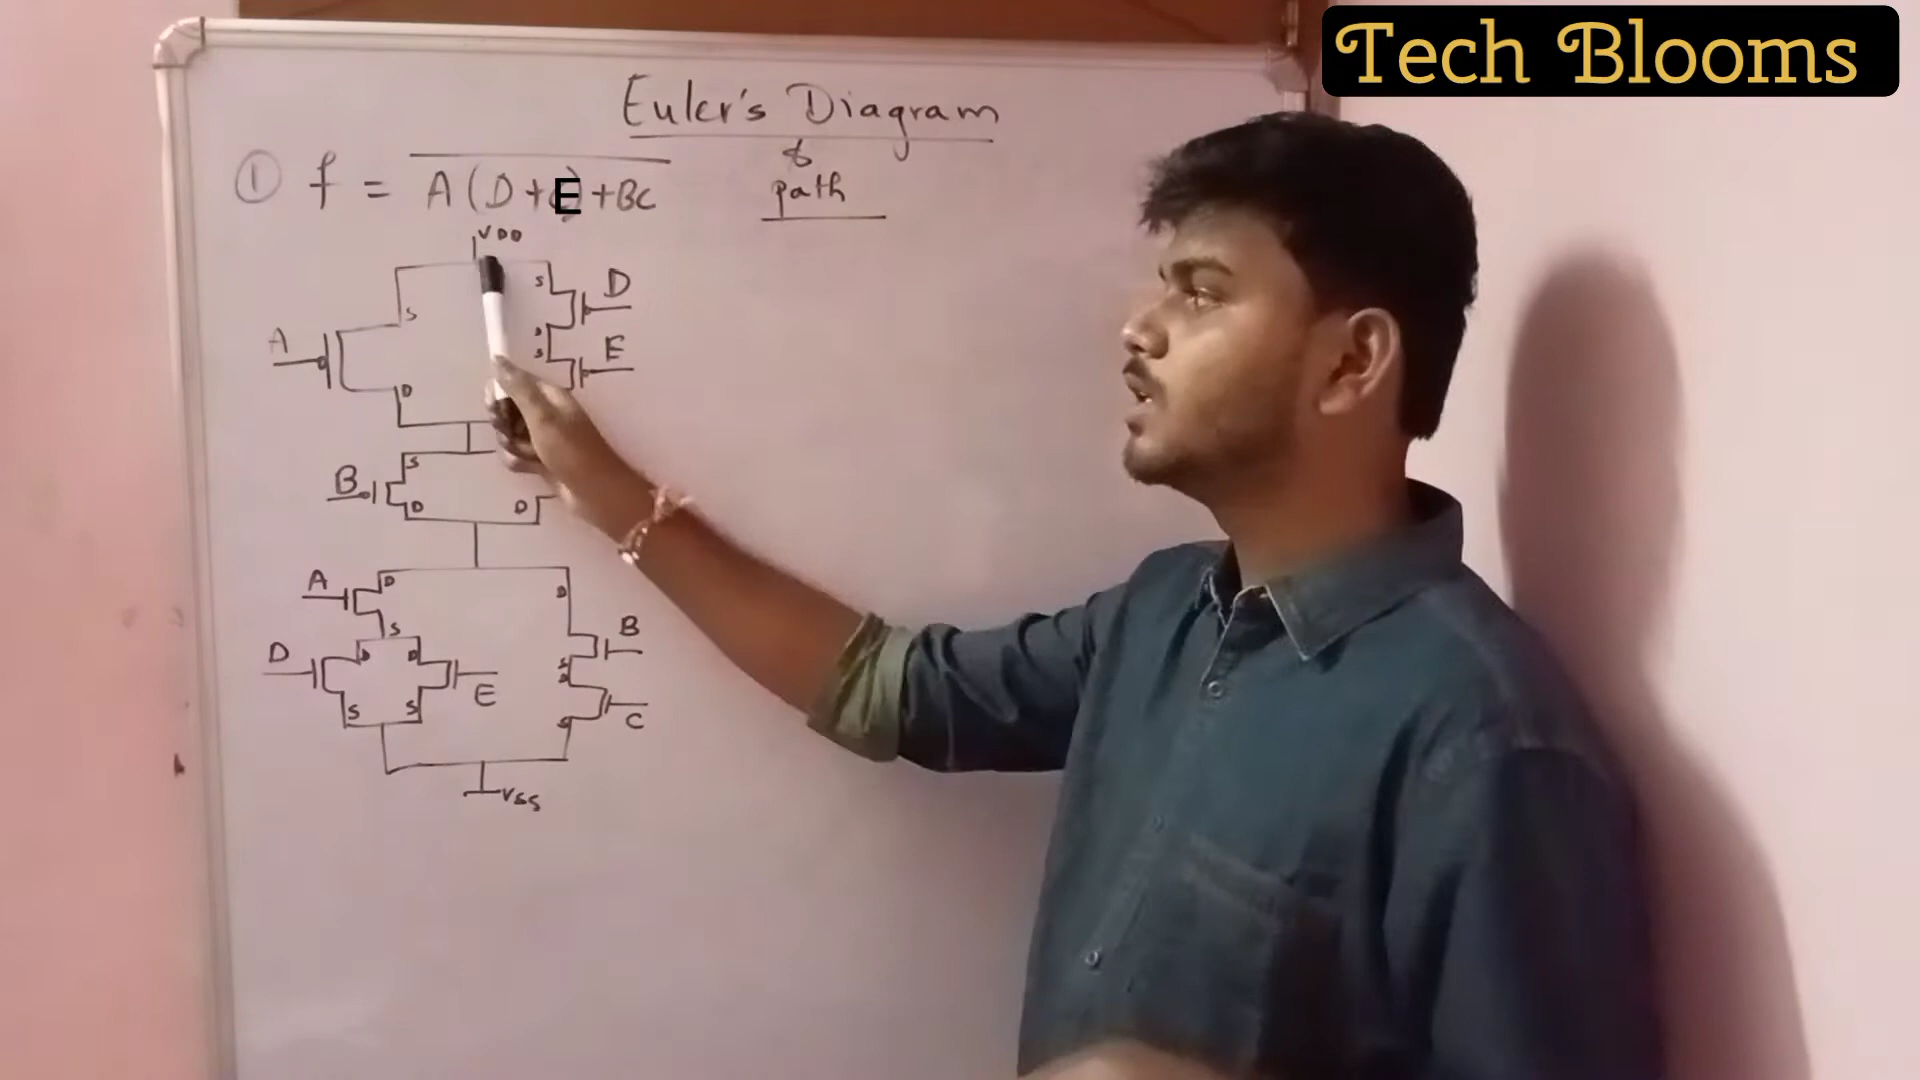 Tech Blooms
Euler's Diagram
&
path
① f = A(D+E)+BC
VDD
S
S
D
A
D
S
E
D
S
B
D
D
A
D
D
S
B
D
D
D
S
D
E
S
S
C
S
VSS